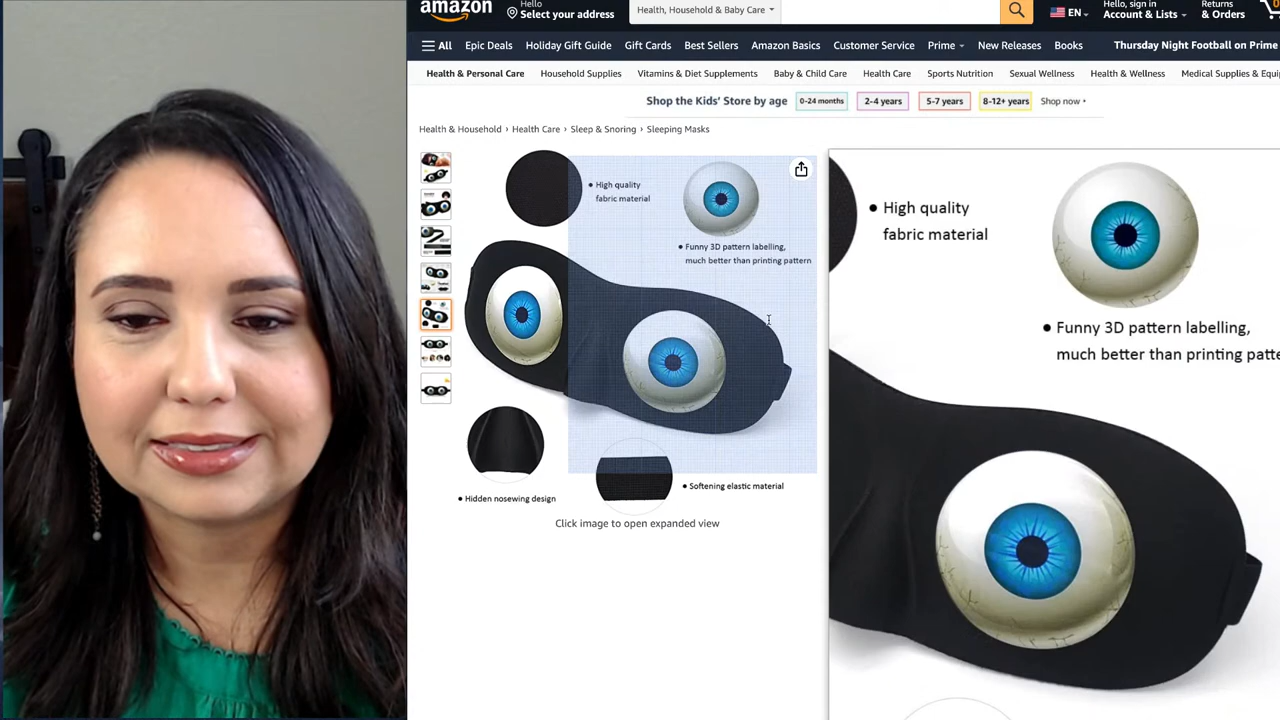 amazon
Hello
Select your address
Health, Household & Baby Care
EN
Hello, sign in
Account & Lists
Returns
& Orders
All
Epic Deals
Holiday Gift Guide
Gift Cards
Best Sellers
Amazon Basics
Customer Service
Prime
New Releases
Books
Thursday Night Football on Prime
Health & Personal Care
Household Supplies
Vitamins & Diet Supplements
Baby & Child Care
Health Care
Sports Nutrition
Sexual Wellness
Health & Wellness
Medical Supplies & Equi
Shop the Kids' Store by age
0-24 months
2-4 years
5-7 years
8-12+ years
Shop now
Health & Household › Health Care › Sleep & Snoring › Sleeping Masks
• High quality
fabric material
• Funny 3D pattern labelling,
much better than printing pattern
• Hidden nosewing design
• Softening elastic material
Click image to open expanded view
• High quality
fabric material
• Funny 3D pattern labelling,
much better than printing patte